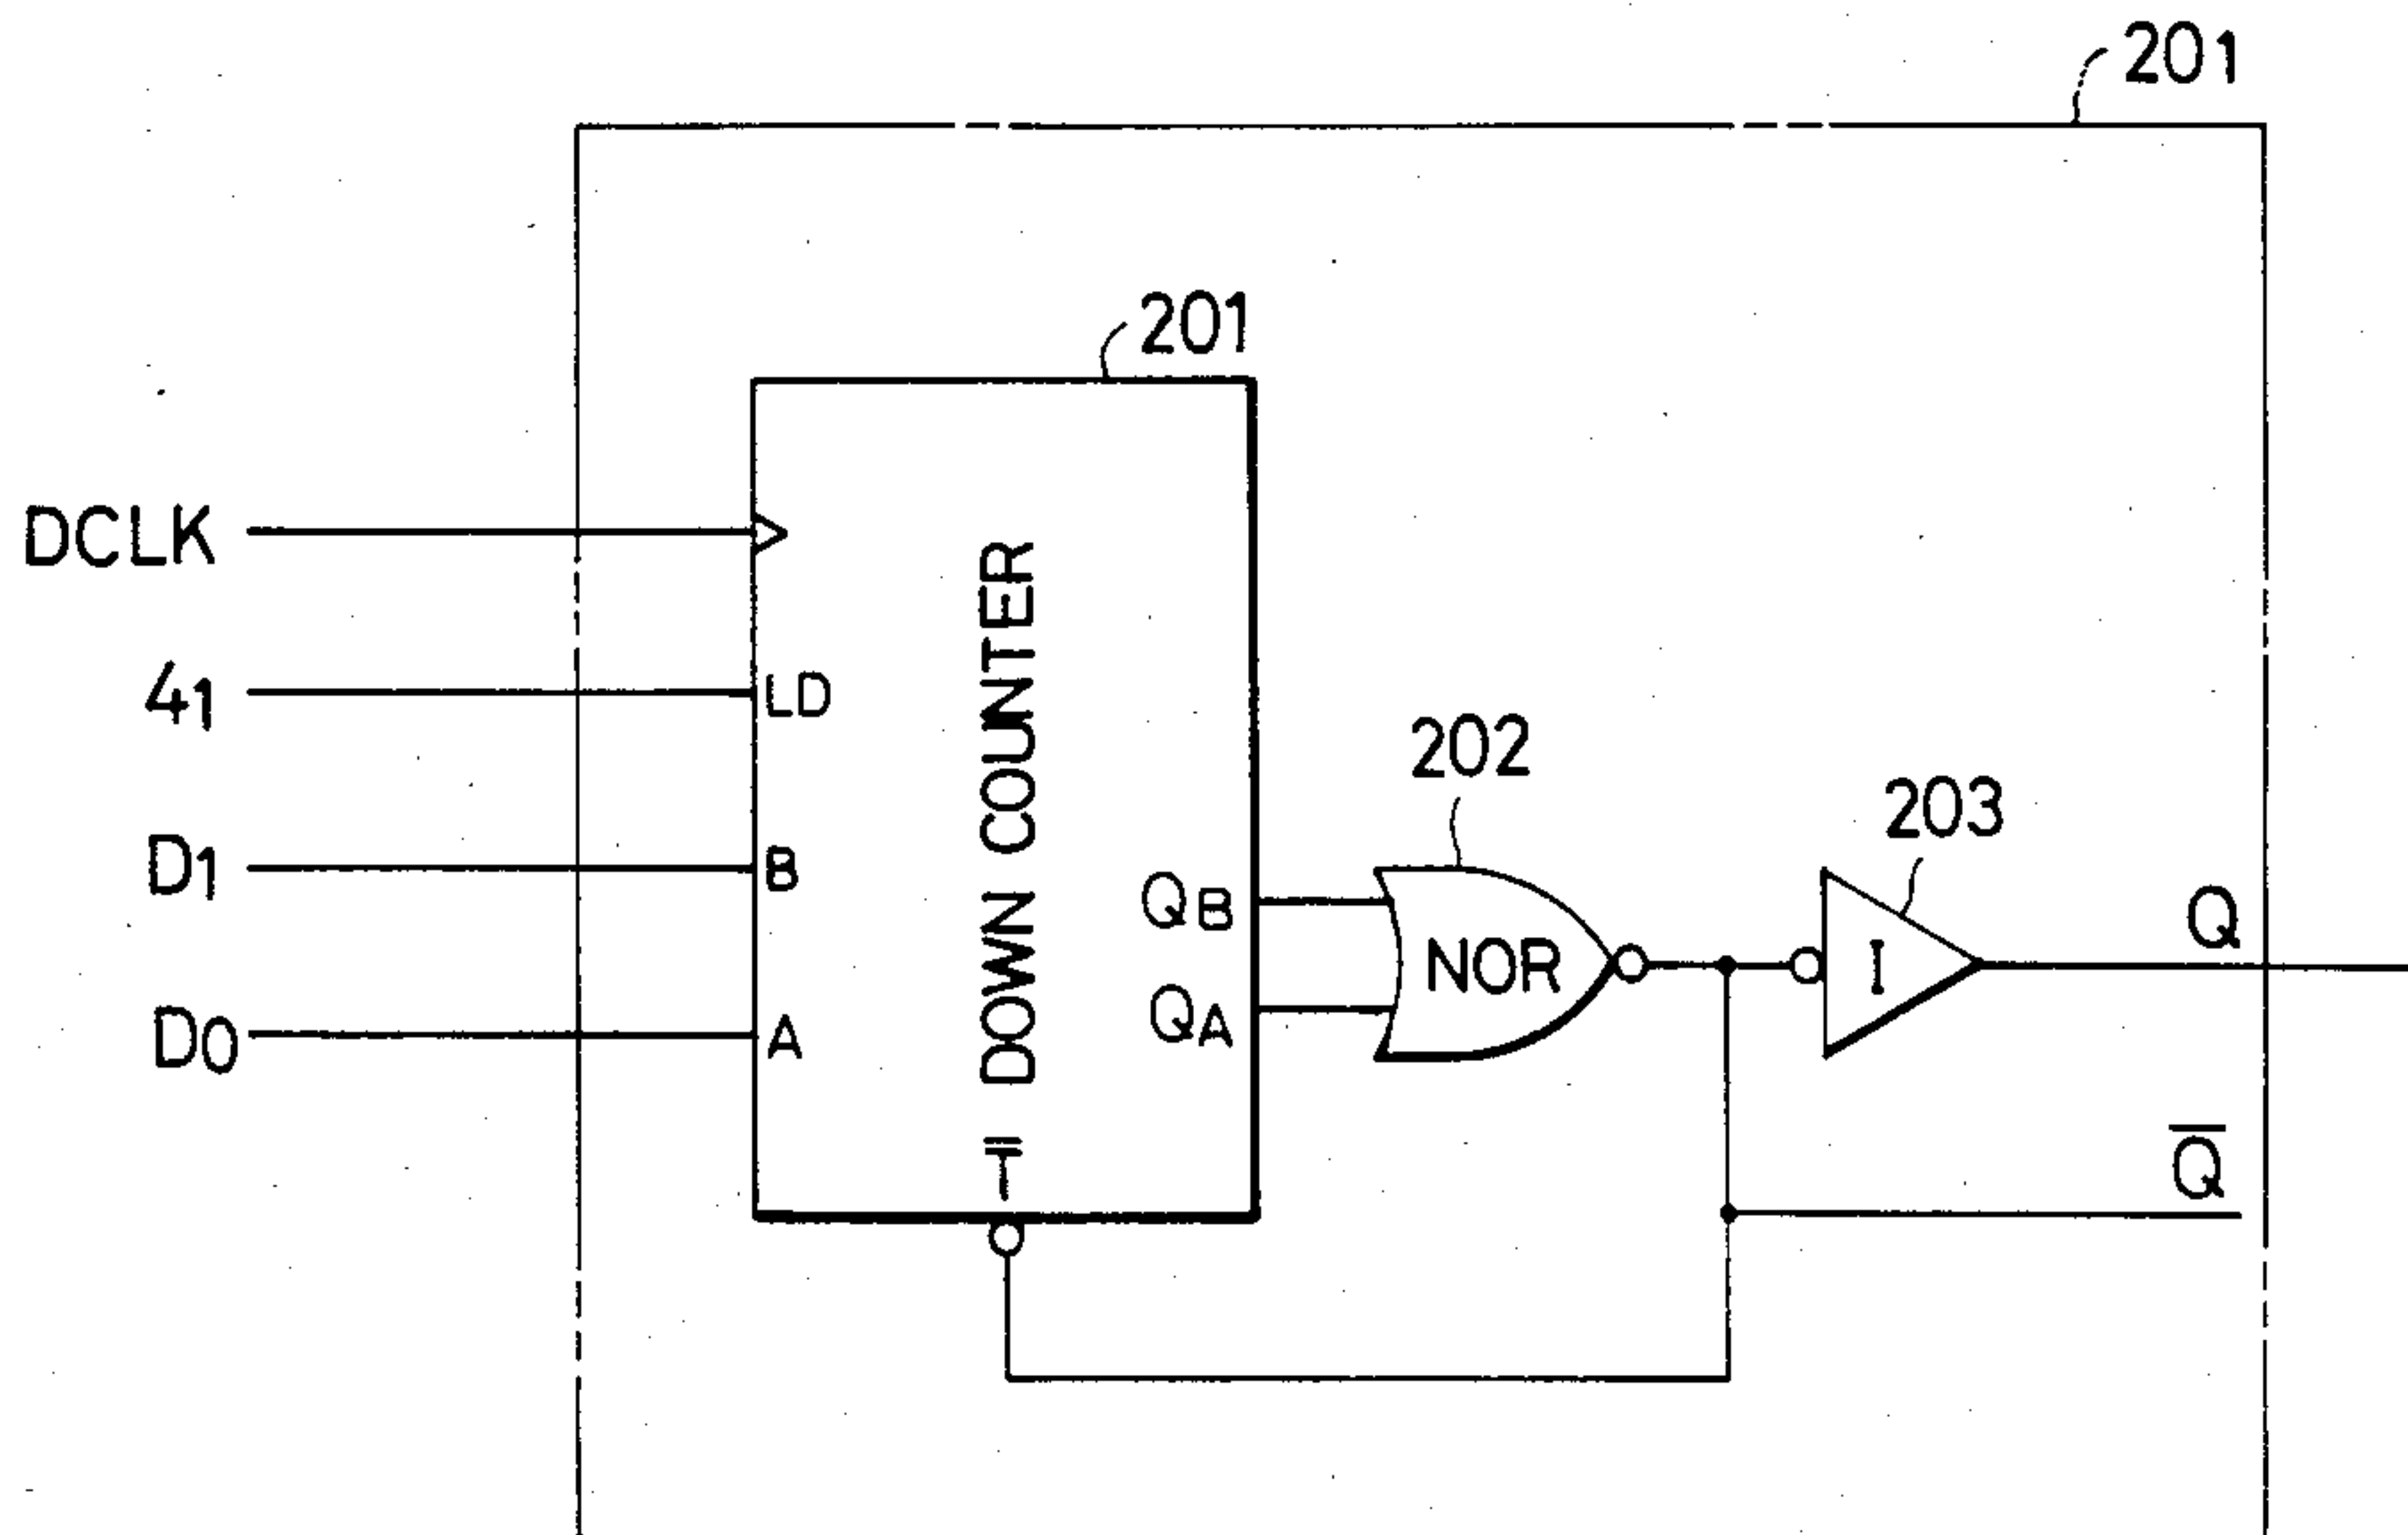 201
201
DCLK
41
LD
D1
B
D0
A
DOWN COUNTER
T
QB
QA
202
NOR
203
I
Q
Q̅